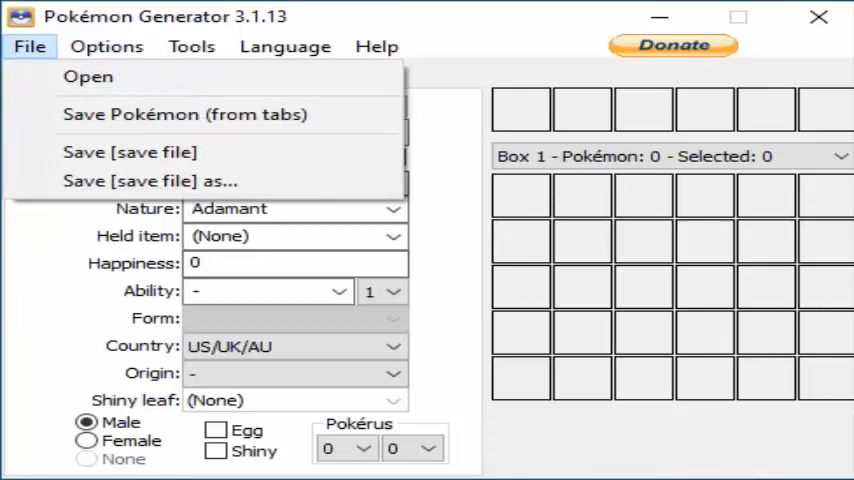 Pokémon Generator 3.1.13
File Options Tools Language Help Donate
Open
Save Pokémon (from tabs)
Save [save file]
Save [save file] as...
Box 1 - Pokémon: 0 - Selected: 0
Nature: Adamant
Held item: (None)
Happiness: 0
Ability: - 1
Form:
Country: US/UK/AU
Origin: -
Shiny leaf: (None)
Male
Female
None
Egg
Shiny
Pokérus
0 0